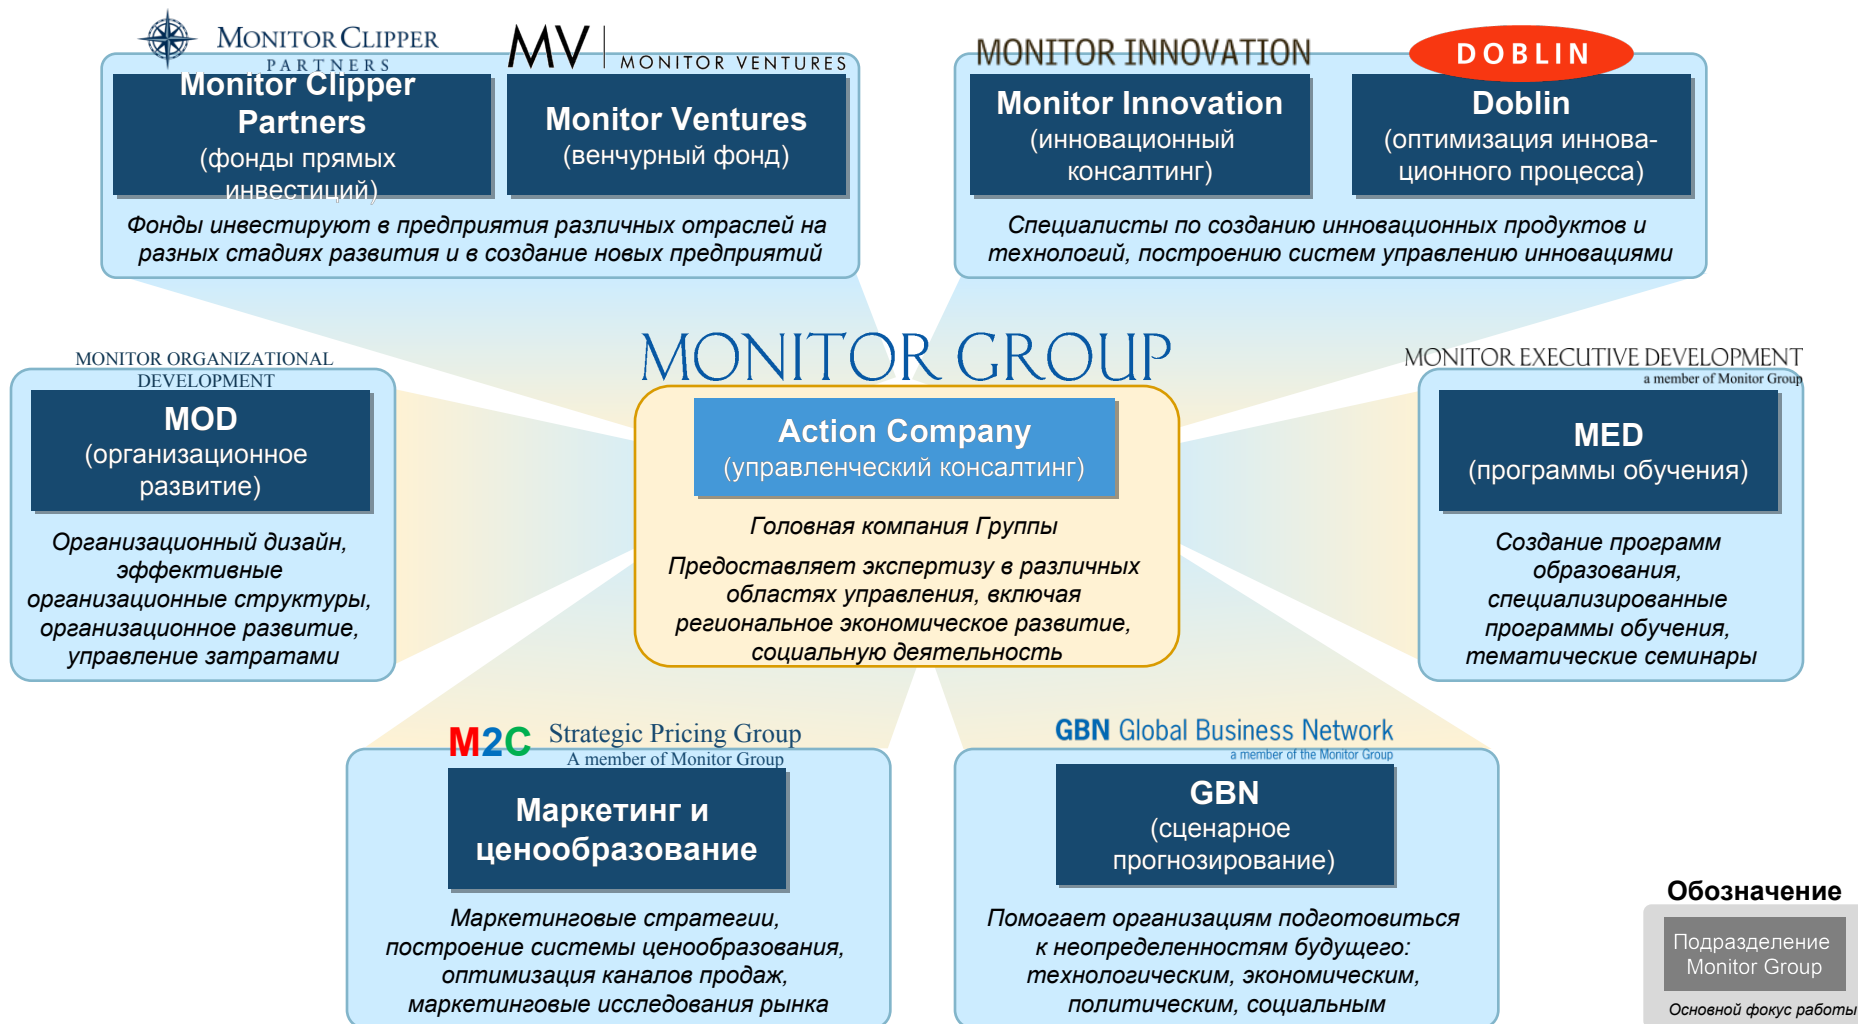 MONITOR CLIPPER
PARTNERS
Monitor Clipper
Partners
(фонды прямых
инвестиций)
MV
MONITOR VENTURES
Monitor Ventures
(венчурный фонд)
Фонды инвестируют в предприятия различных отраслей на
разных стадиях развития и в создание новых предприятий
MONITOR INNOVATION
Monitor Innovation
(инновационный
консалтинг)
DOBLIN
Doblin
(оптимизация иннова-
ционного процесса)
Специалисты по созданию инновационных продуктов и
технологий, построению систем управлению инновациями
MONITOR ORGANIZATIONAL
DEVELOPMENT
MOD
(организационное
развитие)
Организационный дизайн,
эффективные
организационные структуры,
организационное развитие,
управление затратами
MONITOR GROUP
Action Company
(управленческий консалтинг)
Головная компания Группы
Предоставляет экспертизу в различных
областях управления, включая
региональное экономическое развитие,
социальную деятельность
MONITOR EXECUTIVE DEVELOPMENT
a member of Monitor Group
MED
(программы обучения)
Создание программ
образования,
специализированные
программы обучения,
тематические семинары
M2C
Strategic Pricing Group
A member of Monitor Group
Маркетинг и
ценообразование
Маркетинговые стратегии,
построение системы ценообразования,
оптимизация каналов продаж,
маркетинговые исследования рынка
GBN Global Business Network
a member of the Monitor Group
GBN
(сценарное
прогнозирование)
Помогает организациям подготовиться
к неопределенностям будущего:
технологическим, экономическим,
политическим, социальным
Обозначение
Подразделение
Monitor Group
Основной фокус работы